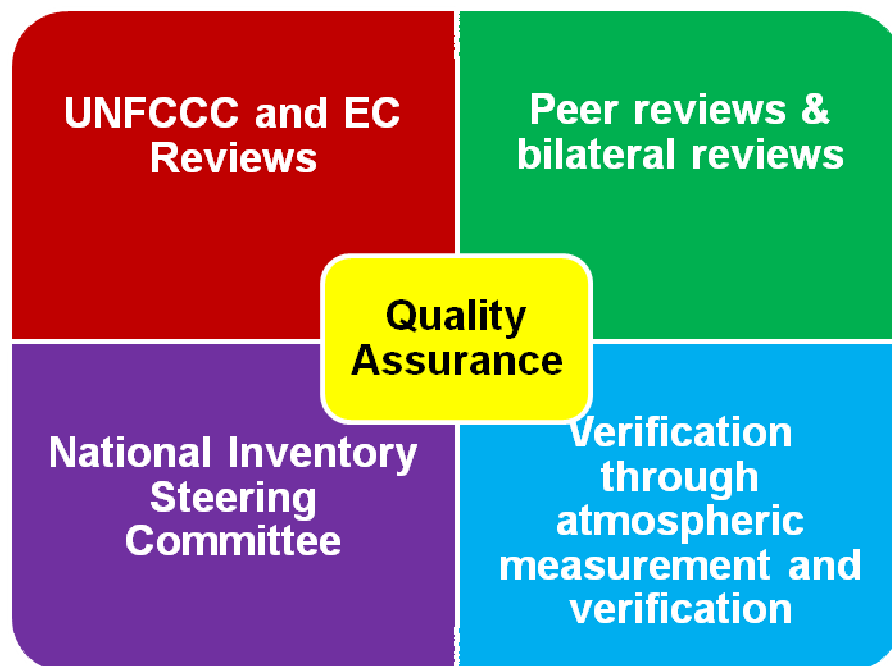 UNFCCC and EC
Reviews
Peer reviews &
bilateral reviews
Quality
Assurance
National Inventory
Steering
Committee
Verification
through
atmospheric
measurement and
verification